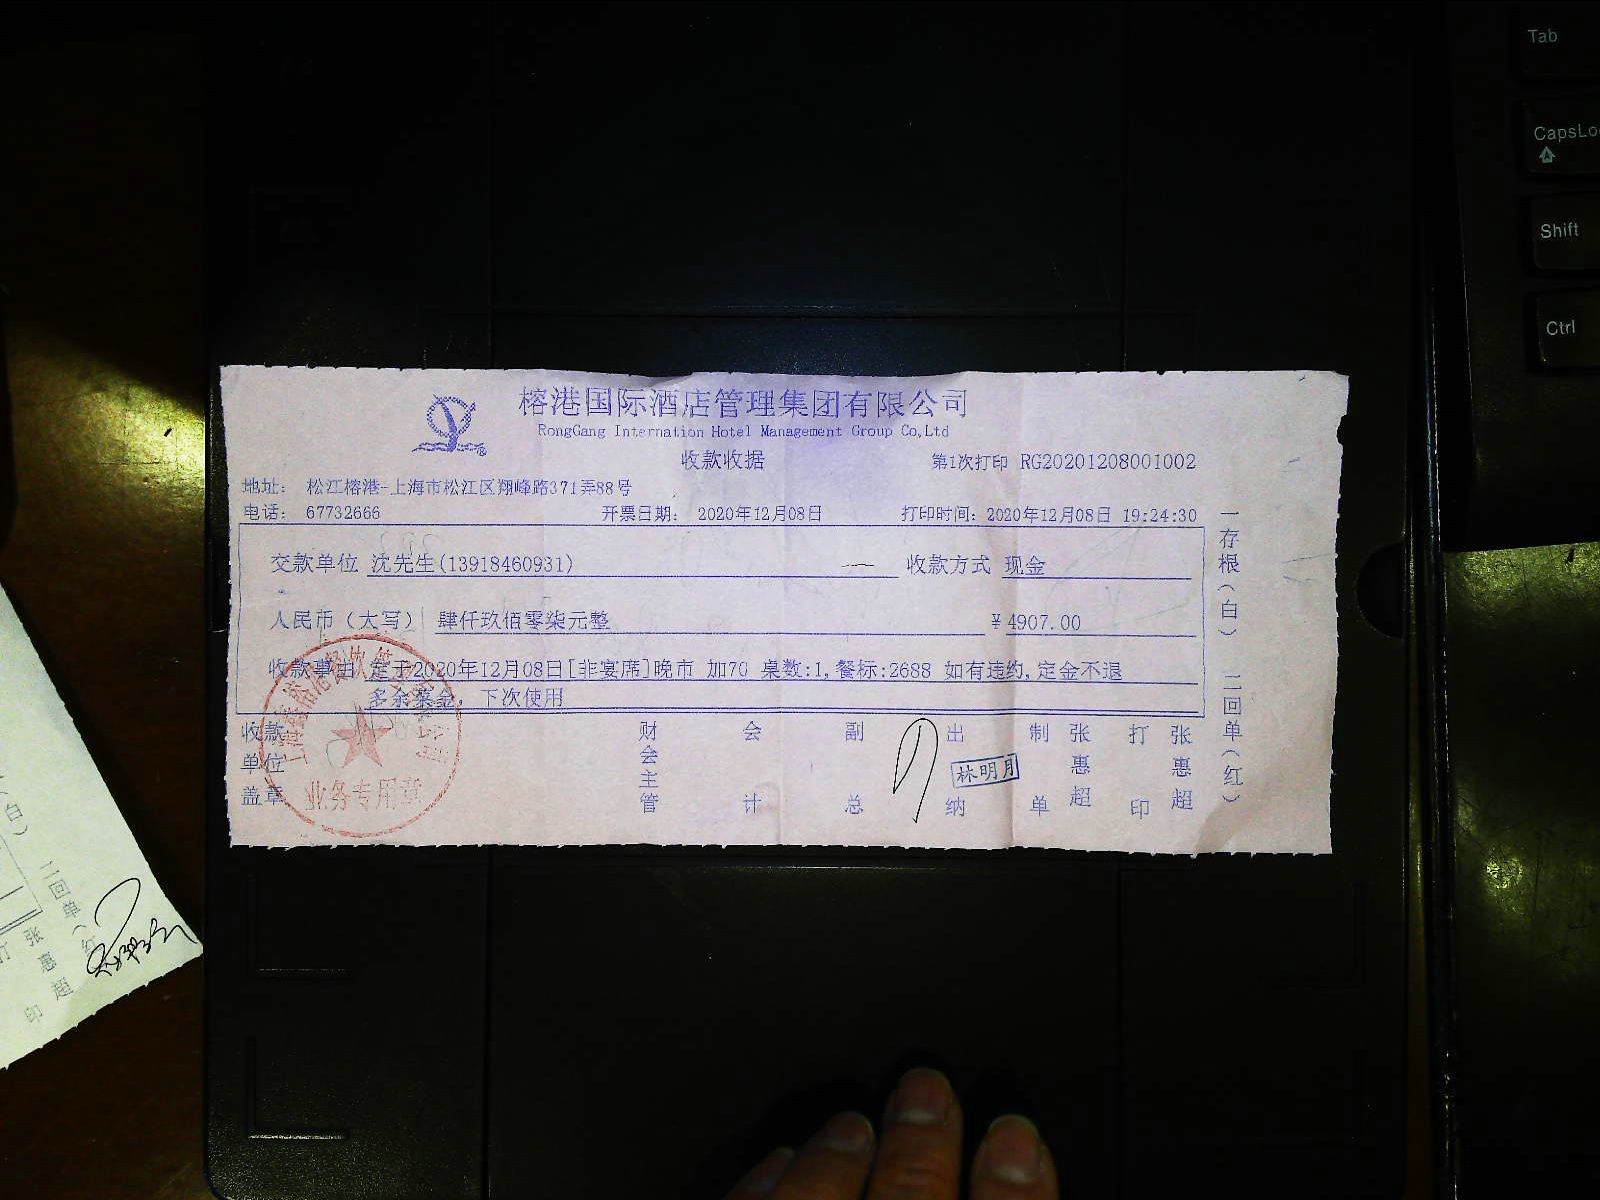 榕港国际酒店管理集团有限公司
RongGang Internation Hotel Management Group Co,Ltd
收款收据
第1次打印 RG20201208001002
地址： 松江榕港-上海市松江区翔峰路371弄88号
电话： 67732666 开票日期： 2020年12月08日 打印时间：2020年12月08日 19:24:30
交款单位 沈先生(13918460931) 收款方式 现金
人民币（大写） 肆仟玖佰零柒元整 ¥4907.00
收款事由 定于2020年12月08日[非宴席]晚市 加70 桌数:1,餐标:2688 如有违约,定金不退
多余菜金，下次使用
收款单位盖章 财会主管 会计 副总 出纳 林明月 制单 张惠超 打印 张惠超
业务专用章
一存根（白） 二回单（红）
白） 二回单（红
张惠超
印
Tab
CapsLo
Shift
Ctrl